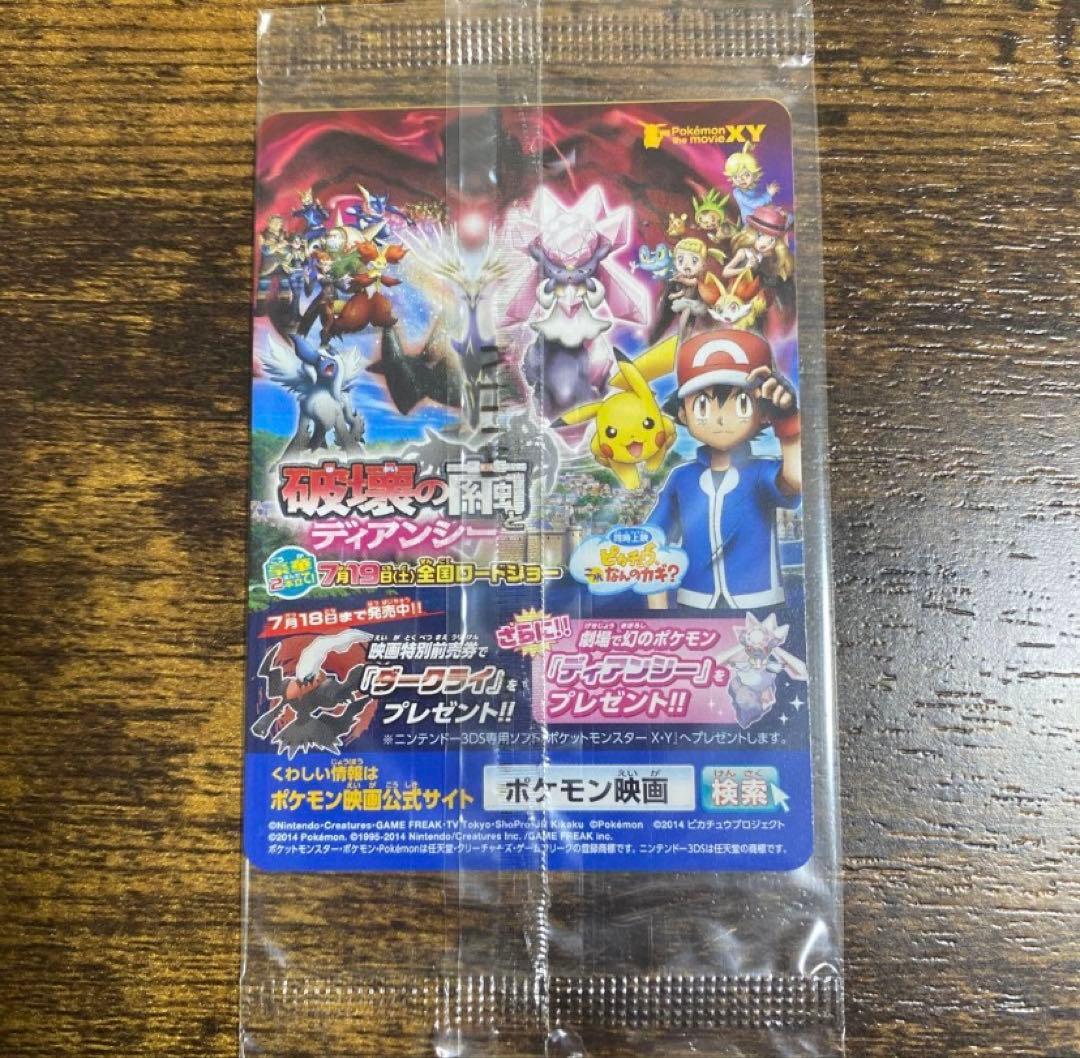 Pokémon
the movie XY
破壊の繭と
ディアンシー
同時上映
ピカチュウ、
これなんのカギ?
豪華
2本立て!
7月19日(土)全国ロードショー
7月18日まで発売中!!
映画特別前売券で
『ダークライ』を
プレゼント!!
さらに!!
劇場で幻のポケモン
『ディアンシー』を
プレゼント!!
※ニンテンドー3DS専用ソフト『ポケットモンスター X・Y』へプレゼントします。
くわしい情報は
ポケモン映画公式サイト
ポケモン映画
検索
©Nintendo・Creatures・GAME FREAK・TV Tokyo・ShoPro・JR Kikaku ©Pokémon ©2014 ピカチュウプロジェクト
©2014 Pokémon. ©1995-2014 Nintendo/Creatures Inc. /GAME FREAK inc.
ポケットモンスター・ポケモン・Pokémonは任天堂・クリーチャーズ・ゲームフリークの登録商標です。ニンテンドー3DSは任天堂の商標です。